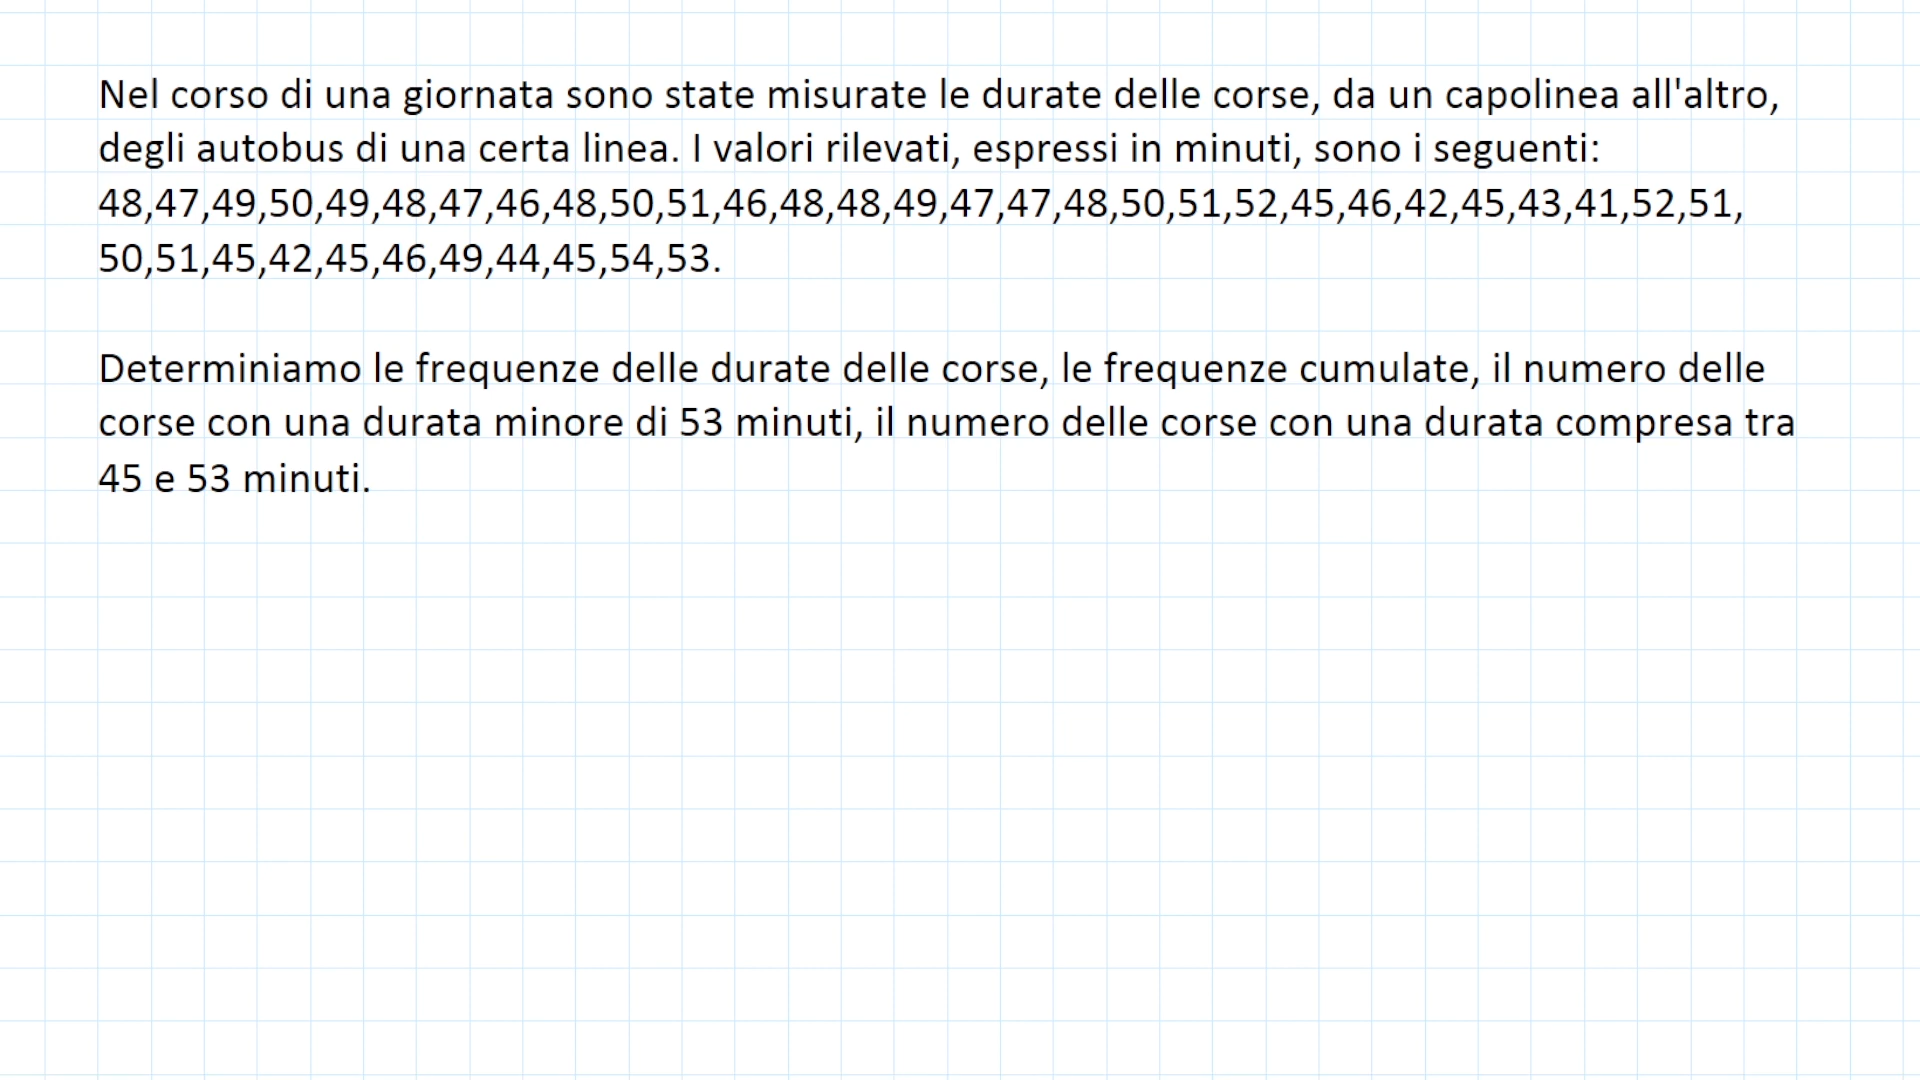 Nel corso di una giornata sono state misurate le durate delle corse, da un capolinea all'altro,
degli autobus di una certa linea. I valori rilevati, espressi in minuti, sono i seguenti:
48,47,49,50,49,48,47,46,48,50,51,46,48,48,49,47,47,48,50,51,52,45,46,42,45,43,41,52,51,
50,51,45,42,45,46,49,44,45,54,53.
Determiniamo le frequenze delle durate delle corse, le frequenze cumulate, il numero delle
corse con una durata minore di 53 minuti, il numero delle corse con una durata compresa tra
45 e 53 minuti.